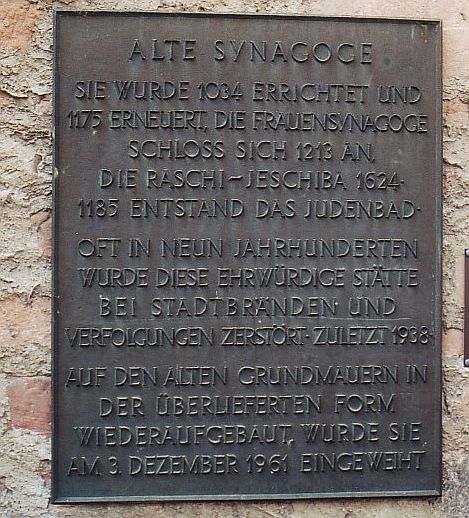 ALTE SYNAGOGE
SIE WURDE 1034 ERRICHTET UND
1175 ERNEUERT, DIE FRAUENSYNAGOGE
SCHLOSS SICH 1213 AN,
DIE RASCHI-JESCHIBA 1624·
1185 ENTSTAND DAS JUDENBAD·
OFT IN NEUN JAHRHUNDERTEN
WURDE DIESE EHRWÜRDIGE STÄTTE
BEI STADTBRÄNDEN UND
VERFOLGUNGEN ZERSTÖRT· ZULETZT 1938·
AUF DEN ALTEN GRUNDMAUERN IN
DER ÜBERLIEFERTEN FORM
WIEDERAUFGEBAUT, WURDE SIE
AM 3. DEZEMBER 1961 EINGEWEIHT